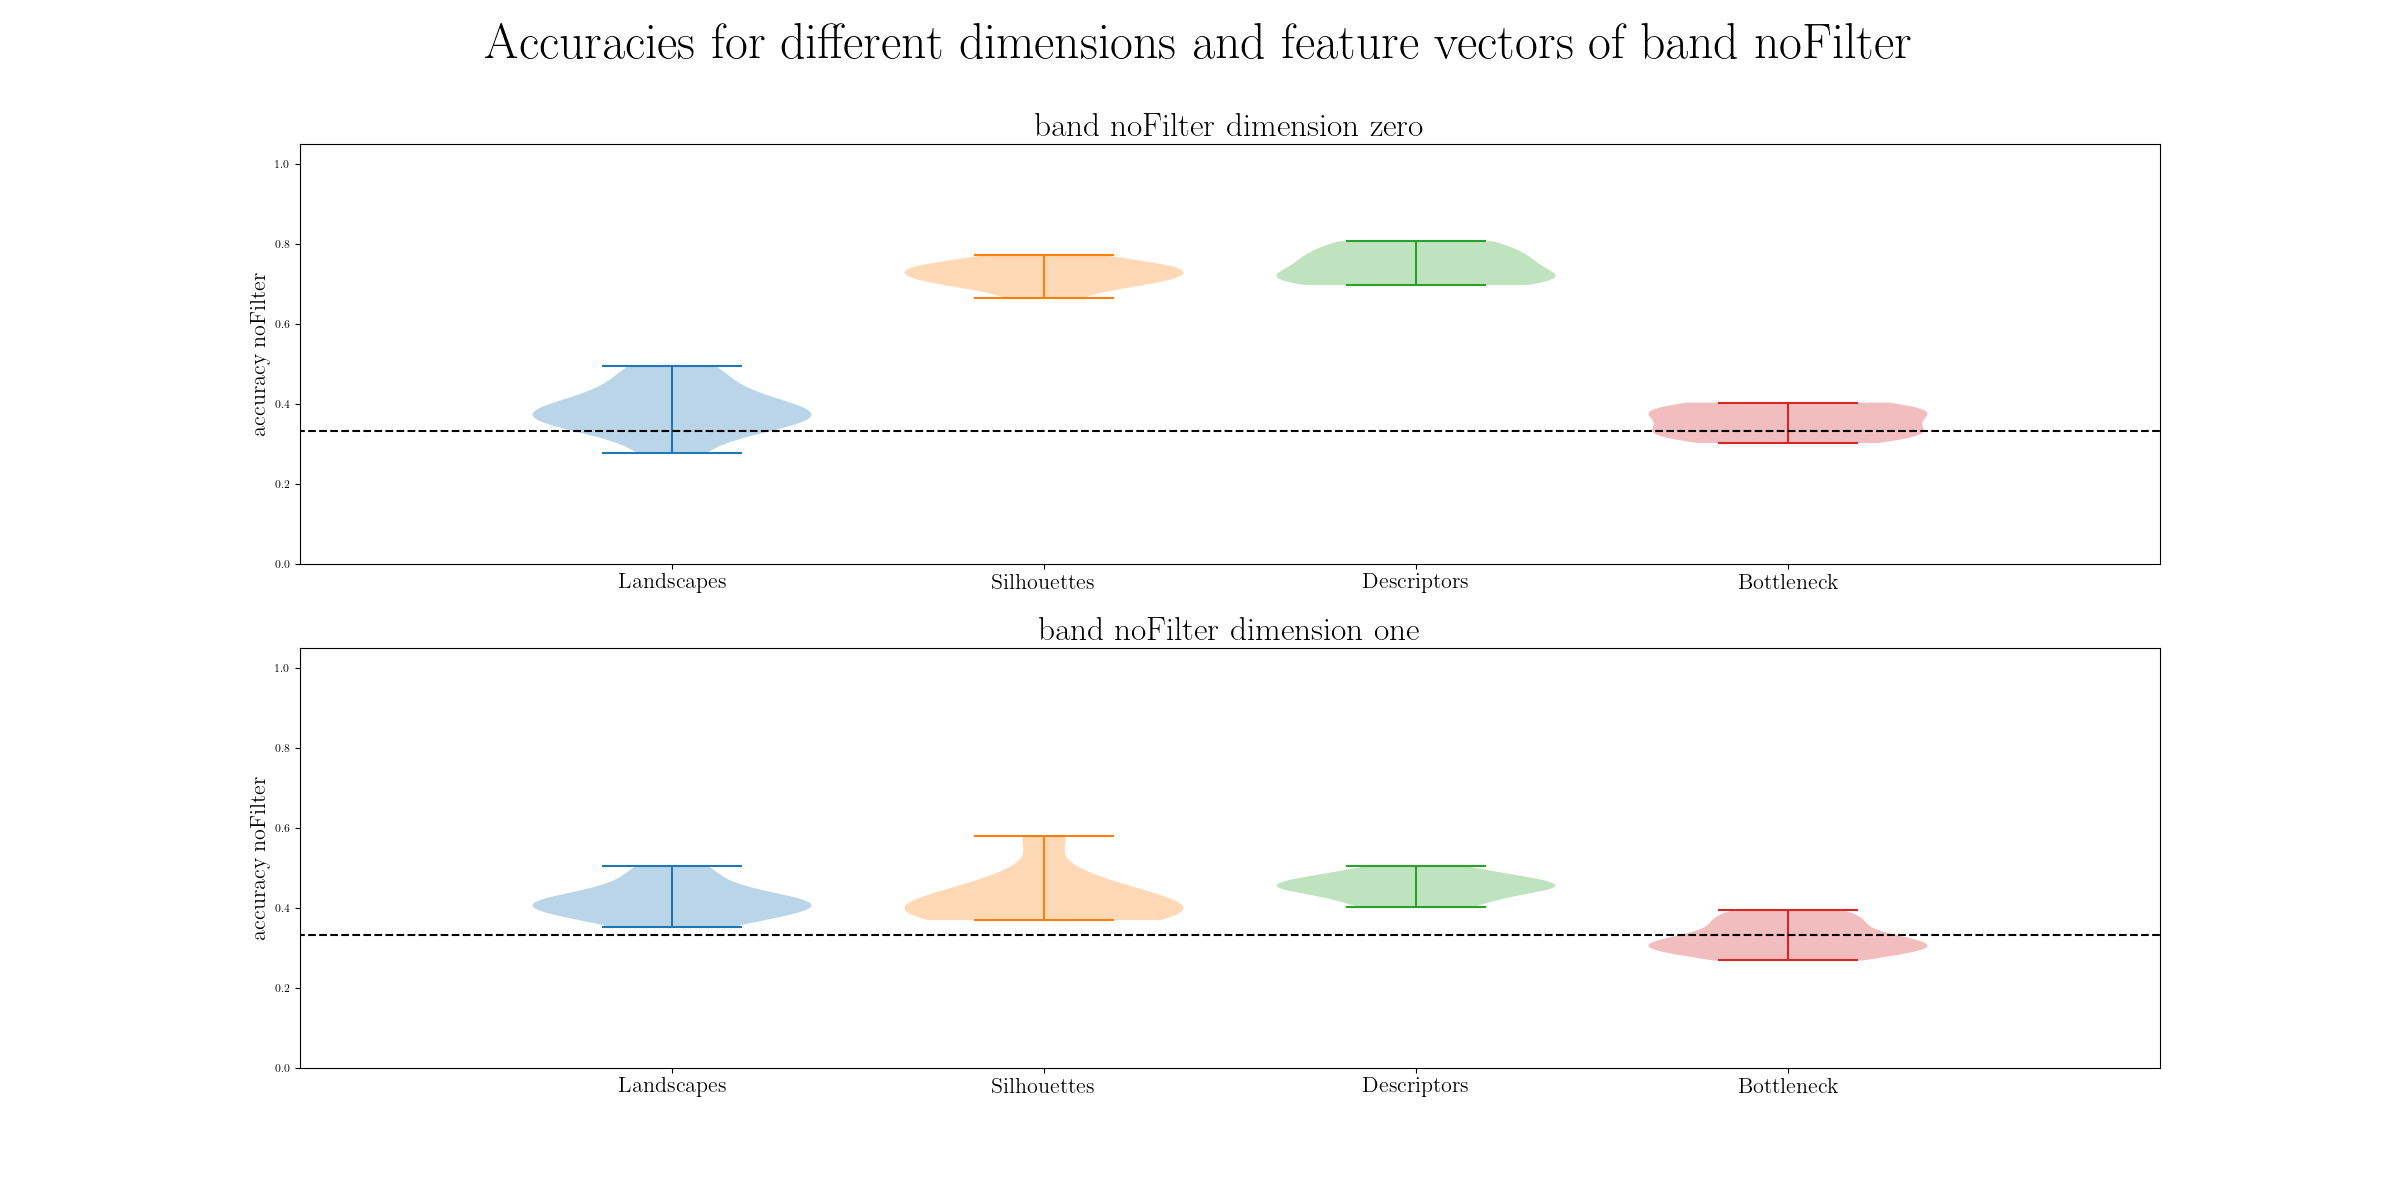 Accuracies for different dimensions and feature vectors of band noFilter
band noFilter dimension zero
accuracy noFilter
1.0
0.8
0.6
0.4
0.2
0.0
Landscapes Silhouettes Descriptors Bottleneck
band noFilter dimension one
accuracy noFilter
1.0
0.8
0.6
0.4
0.2
0.0
Landscapes Silhouettes Descriptors Bottleneck